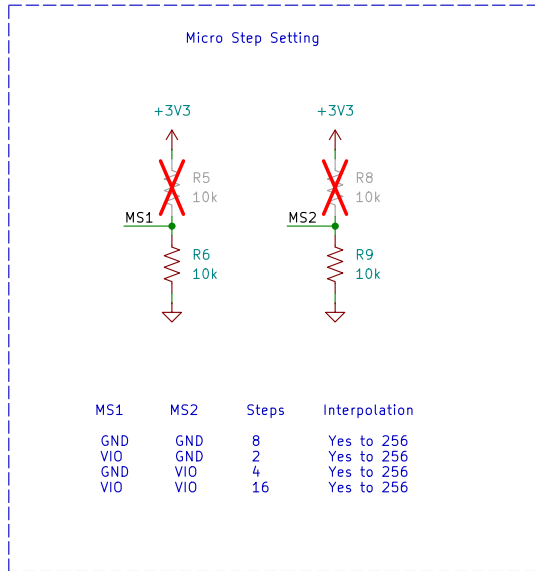 Micro Step Setting
+3V3 +3V3
R5 R8
10k 10k
MS1 MS2
R6 R9
10k 10k
MS1 MS2 Steps Interpolation
GND GND 8 Yes to 256
VIO GND 2 Yes to 256
GND VIO 4 Yes to 256
VIO VIO 16 Yes to 256